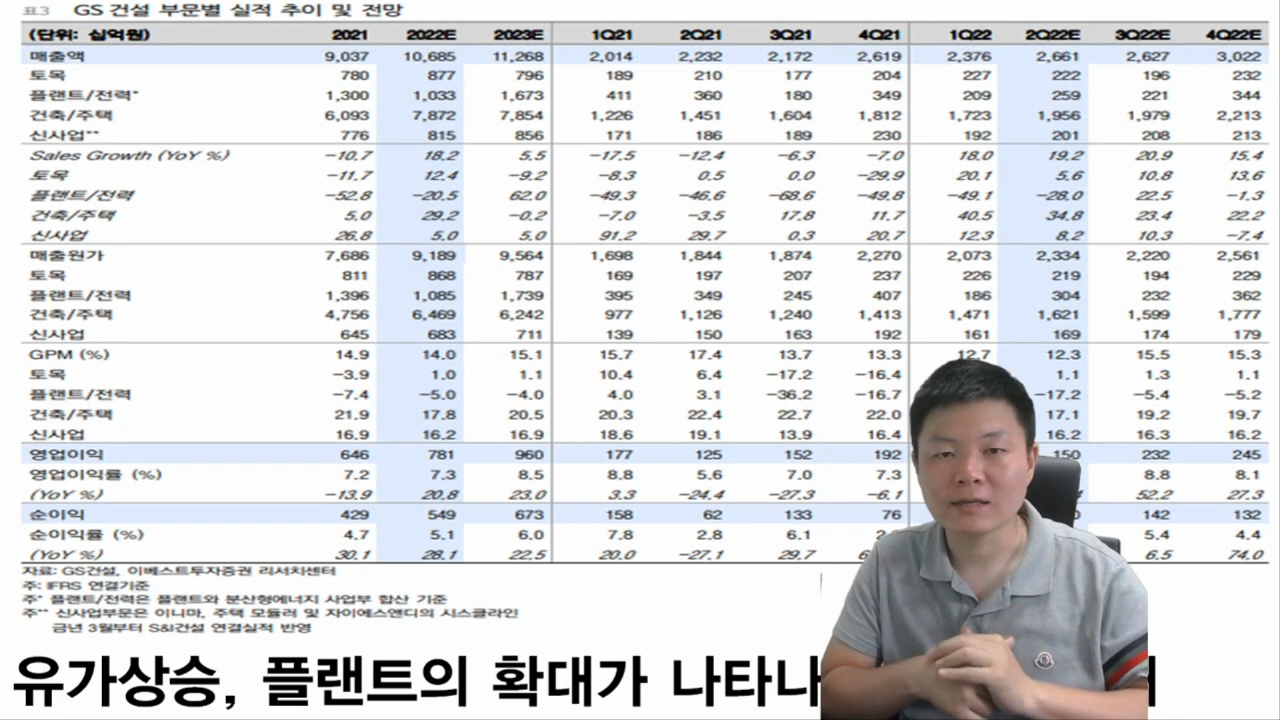 표3 GS건설 부문별 실적 추이 및 전망
(단위: 십억원) 2021 2022E 2023E 1Q21 2Q21 3Q21 4Q21 1Q22 2Q22E 3Q22E 4Q22E
매출액 9,037 10,685 11,268 2,014 2,232 2,172 2,619 2,376 2,661 2,627 3,022
토목 780 877 796 189 210 177 204 227 222 196 232
플랜트/전력* 1,300 1,033 1,673 411 360 180 349 209 259 221 344
건축/주택 6,093 7,872 7,854 1,226 1,451 1,604 1,812 1,723 1,956 1,979 2,213
신사업** 776 815 856 171 186 189 230 192 201 208 213
Sales Growth (YoY %) -10.7 18.2 5.5 -17.5 -12.4 -6.3 -7.0 18.0 19.2 20.9 15.4
토목 -11.7 12.4 -9.2 -8.3 0.5 0.0 -29.9 20.1 5.6 10.8 13.6
플랜트/전력 -52.8 -20.5 62.0 -49.3 -46.6 -68.6 -49.8 -49.1 -28.0 22.5 -1.3
건축/주택 5.0 29.2 -0.2 -7.0 -3.5 17.8 11.7 40.5 34.8 23.4 22.2
신사업 26.8 5.0 5.0 91.2 29.7 0.3 20.7 12.3 8.2 10.3 -7.4
매출원가 7,686 9,189 9,564 1,698 1,844 1,874 2,270 2,073 2,334 2,220 2,561
토목 811 868 787 169 197 207 237 226 219 194 229
플랜트/전력 1,396 1,085 1,739 395 349 245 407 186 304 232 362
건축/주택 4,756 6,469 6,242 977 1,126 1,240 1,413 1,471 1,621 1,599 1,777
신사업 645 683 711 139 150 163 192 161 169 174 179
GPM (%) 14.9 14.0 15.1 15.7 17.4 13.7 13.3 12.7 12.3 15.5 15.3
토목 -3.9 1.0 1.1 10.4 6.4 -17.2 -16.4 1.1 1.3 1.1
플랜트/전력 -7.4 -5.0 -4.0 4.0 3.1 -36.2 -16.7 -17.2 -5.4 -5.2
건축/주택 21.9 17.8 20.5 20.3 22.4 22.7 22.0 17.1 19.2 19.7
신사업 16.9 16.2 16.9 18.6 19.1 13.9 16.4 16.2 16.3 16.2
영업이익 646 781 960 177 125 152 192 150 232 245
영업이익률 (%) 7.2 7.3 8.5 8.8 5.6 7.0 7.3 8.8 8.1
(YoY %) -13.9 20.8 23.0 3.3 -24.4 -27.3 -6.1 52.2 27.3
순이익 429 549 673 158 62 133 76 142 132
순이익률 (%) 4.7 5.1 6.0 7.8 2.8 6.1 5.4 4.4
(YoY %) 30.1 28.1 22.5 20.0 -27.1 29.7 6.5 74.0
자료: GS건설, 이베스트투자증권 리서치센터
주: IFRS 연결기준
주* 플랜트/전력은 플랜트와 분산형에너지 사업부 합산 기준
주** 신사업부문은 이니마, 주택 모듈러 및 자이에스앤디의 시스클라인
금년 3월부터 S&I건설 연결실적 반영
유가상승, 플랜트의 확대가 나타나